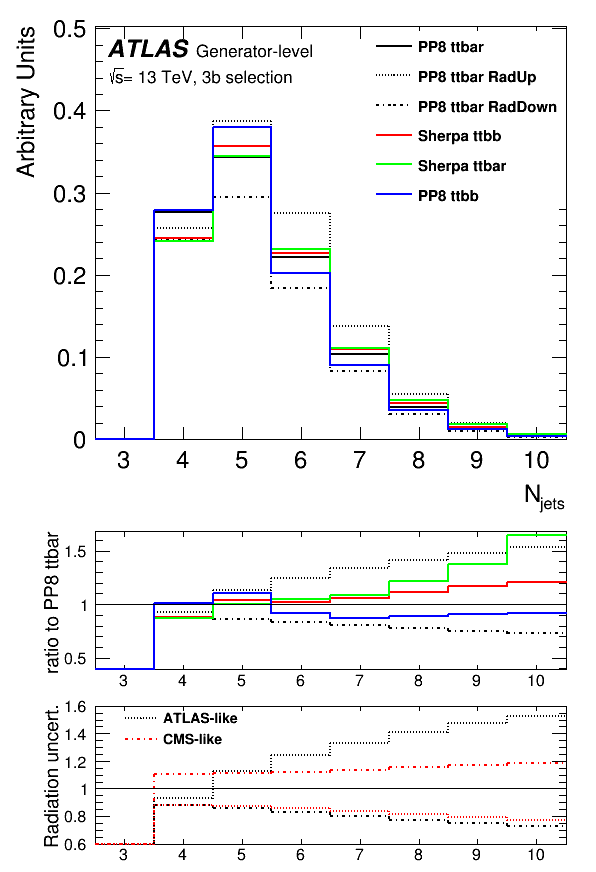 ATLAS Generator-level
√s= 13 TeV, 3b selection
PP8 ttbar
PP8 ttbar RadUp
PP8 ttbar RadDown
Sherpa ttbb
Sherpa ttbar
PP8 ttbb
Arbitrary Units
0.5
0.4
0.3
0.2
0.1
0
3 4 5 6 7 8 9 10
Njets
ratio to PP8 ttbar
1.5
1
0.5
3 4 5 6 7 8 9 10
Radiation uncert.
ATLAS-like
CMS-like
1.6
1.4
1.2
1
0.8
0.6
3 4 5 6 7 8 9 10